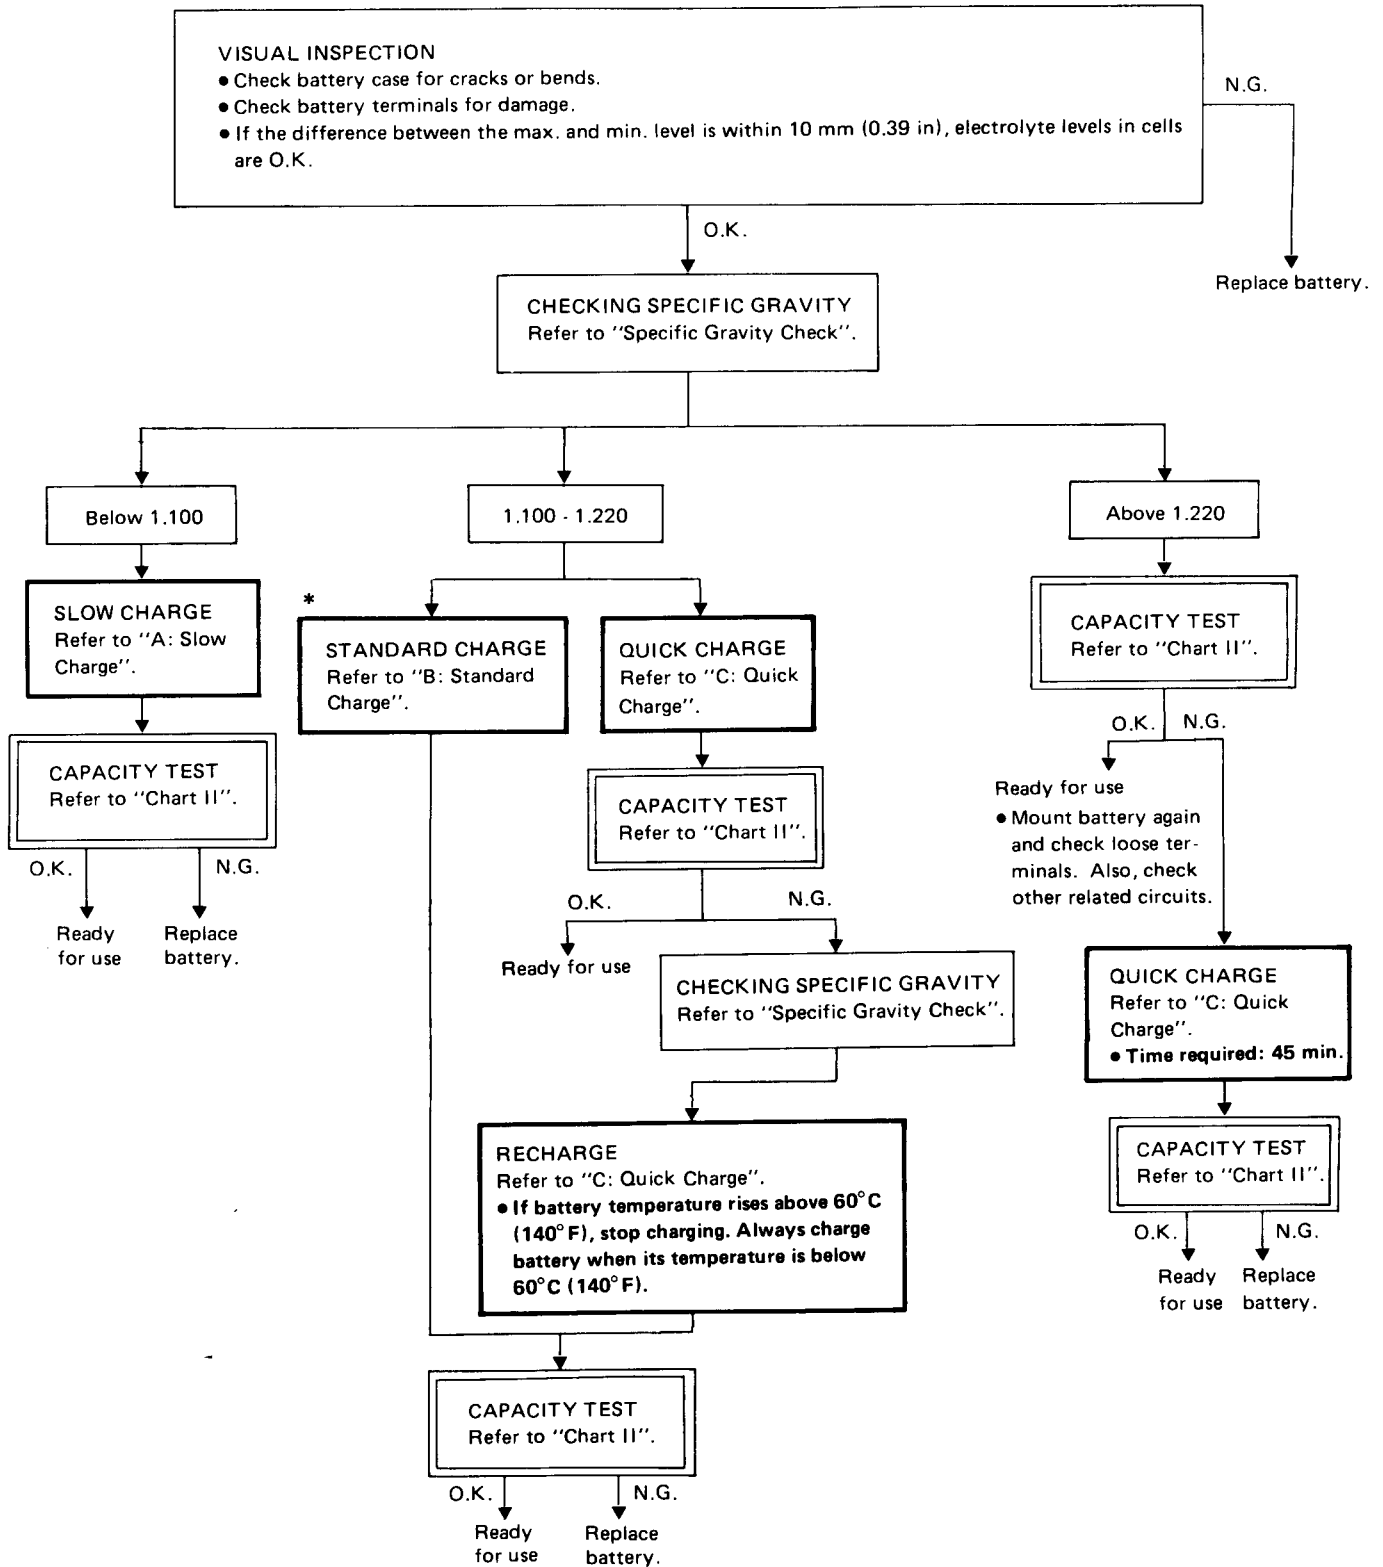 VISUAL INSPECTION
● Check battery case for cracks or bends.
● Check battery terminals for damage.
● If the difference between the max. and min. level is within 10 mm (0.39 in), electrolyte levels in cells
are O.K.
N.G.
O.K.
Replace battery.
CHECKING SPECIFIC GRAVITY
Refer to "Specific Gravity Check".
Below 1.100
1.100 - 1.220
Above 1.220
SLOW CHARGE
Refer to "A: Slow
Charge".
*
STANDARD CHARGE
Refer to "B: Standard
Charge".
QUICK CHARGE
Refer to "C: Quick
Charge".
CAPACITY TEST
Refer to "Chart II".
O.K.
N.G.
Ready for use
● Mount battery again
and check loose ter-
minals. Also, check
other related circuits.
CAPACITY TEST
Refer to "Chart II".
O.K.
N.G.
Ready
for use
Replace
battery.
CAPACITY TEST
Refer to "Chart II".
O.K.
N.G.
Ready for use
CHECKING SPECIFIC GRAVITY
Refer to "Specific Gravity Check".
QUICK CHARGE
Refer to "C: Quick
Charge".
● Time required: 45 min.
RECHARGE
Refer to "C: Quick Charge".
● If battery temperature rises above 60°C
(140°F), stop charging. Always charge
battery when its temperature is below
60°C (140°F).
CAPACITY TEST
Refer to "Chart II".
O.K.
N.G.
Ready
for use
Replace
battery.
CAPACITY TEST
Refer to "Chart II".
O.K.
N.G.
Ready
for use
Replace
battery.